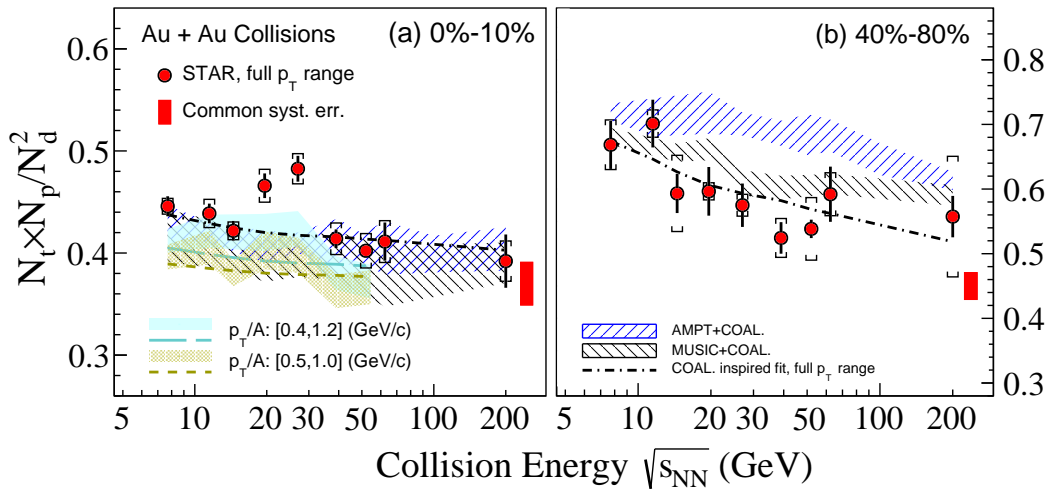 Au + Au Collisions
(a) 0%-10%
STAR, full p_T range
Common syst. err.
p_T/A: [0.4,1.2] (GeV/c)
p_T/A: [0.5,1.0] (GeV/c)
N_t×N_p/N_d^2
0.6
0.5
0.4
0.3
5 10 20 30 100 200
(b) 40%-80%
AMPT+COAL.
MUSIC+COAL.
COAL. inspired fit, full p_T range
0.8
0.7
0.6
0.5
0.4
0.3
5 10 20 30 100 200
Collision Energy √s_NN (GeV)